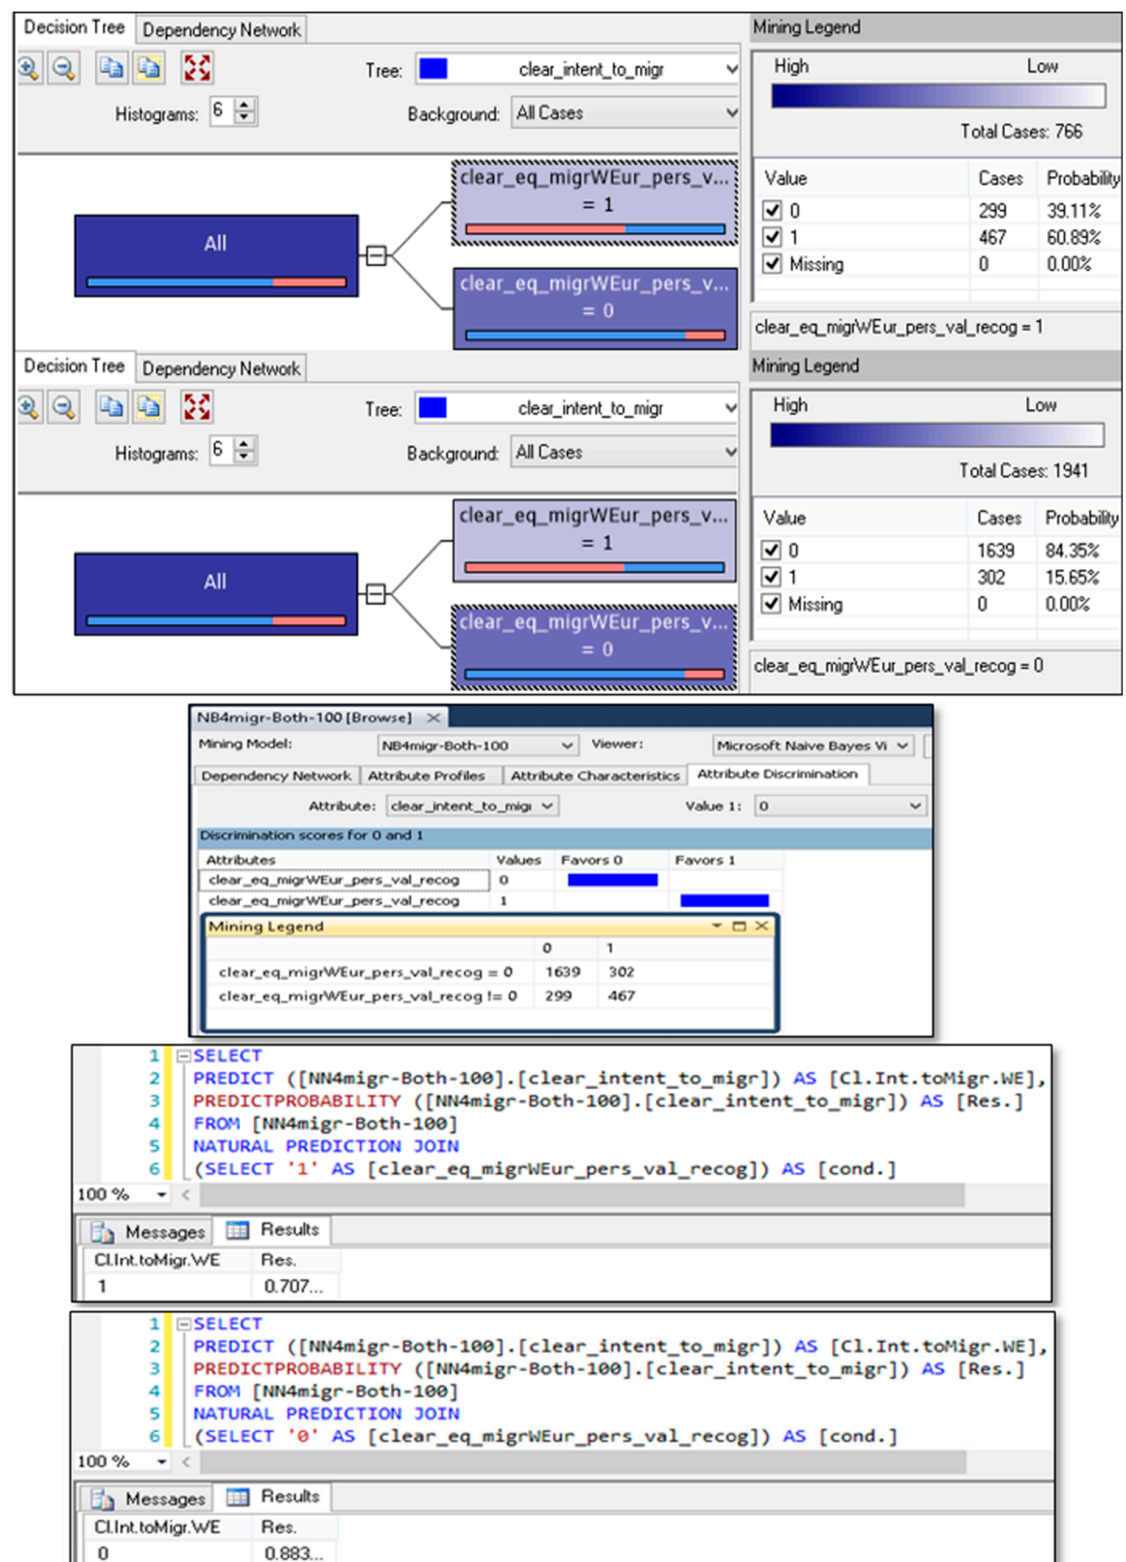 Decision Tree Dependency Network Mining Legend
Tree: clear_intent_to_migr High Low
Histograms: 6 Background: All Cases Total Cases: 766
clear_eq_migrWEur_pers_v... Value Cases Probability
= 1 0 299 39.11%
All 1 467 60.89%
Missing 0 0.00%
clear_eq_migrWEur_pers_v...
= 0 clear_eq_migrWEur_pers_val_recog = 1
Decision Tree Dependency Network Mining Legend
Tree: clear_intent_to_migr High Low
Histograms: 6 Background: All Cases Total Cases: 1941
clear_eq_migrWEur_pers_v... Value Cases Probability
= 1 0 1639 84.35%
All 1 302 15.65%
Missing 0 0.00%
clear_eq_migrWEur_pers_v...
= 0 clear_eq_migrWEur_pers_val_recog = 0
NB4migr-Both-100 [Browse]
Mining Model: NB4migr-Both-100 Viewer: Microsoft Naive Bayes Vi
Dependency Network Attribute Profiles Attribute Characteristics Attribute Discrimination
Attribute: clear_intent_to_migi Value 1: 0
Discrimination scores for 0 and 1
Attributes Values Favors 0 Favors 1
clear_eq_migrWEur_pers_val_recog 0
clear_eq_migrWEur_pers_val_recog 1
Mining Legend
0 1
clear_eq_migrWEur_pers_val_recog = 0 1639 302
clear_eq_migrWEur_pers_val_recog != 0 299 467
1 SELECT
2 PREDICT ([NN4migr-Both-100].[clear_intent_to_migr]) AS [Cl.Int.toMigr.WE],
3 PREDICTPROBABILITY ([NN4migr-Both-100].[clear_intent_to_migr]) AS [Res.]
4 FROM [NN4migr-Both-100]
5 NATURAL PREDICTION JOIN
6 (SELECT '1' AS [clear_eq_migrWEur_pers_val_recog]) AS [cond.]
100 %
Messages Results
Cl.Int.toMigr.WE Res.
1 0.707...
1 SELECT
2 PREDICT ([NN4migr-Both-100].[clear_intent_to_migr]) AS [Cl.Int.toMigr.WE],
3 PREDICTPROBABILITY ([NN4migr-Both-100].[clear_intent_to_migr]) AS [Res.]
4 FROM [NN4migr-Both-100]
5 NATURAL PREDICTION JOIN
6 (SELECT '0' AS [clear_eq_migrWEur_pers_val_recog]) AS [cond.]
100 %
Messages Results
Cl.Int.toMigr.WE Res.
0 0.883...